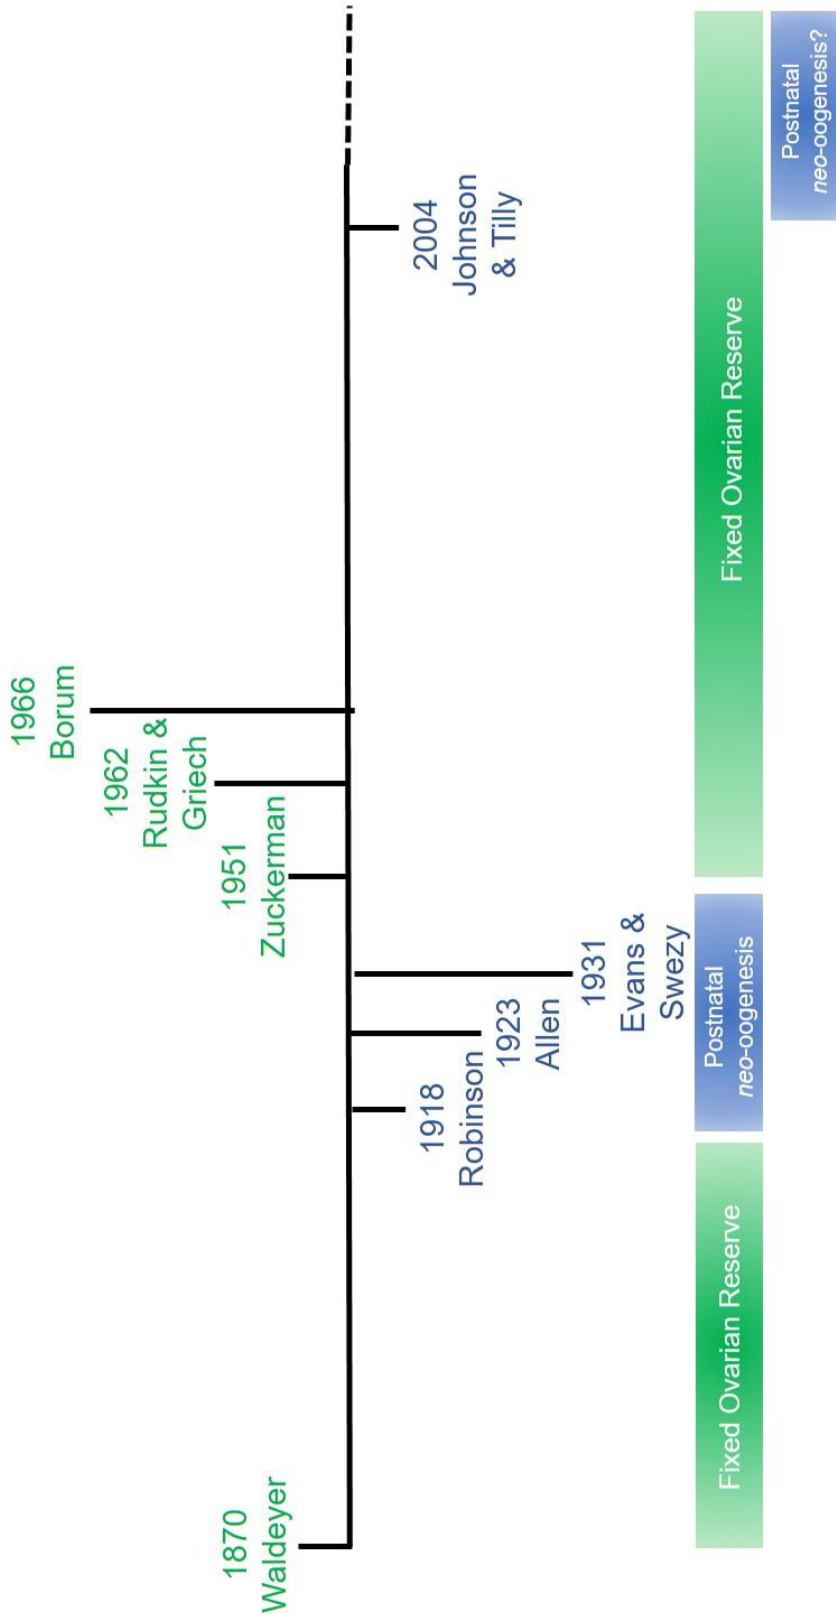 1870
Waldeyer
1918
Robinson
1923
Allen
1931
Evans &
Swezy
1951
Zuckerman
1962
Rudkin &
Griech
1966
Borum
2004
Johnson
& Tilly
Fixed Ovarian Reserve
Postnatal
neo-oogenesis
Fixed Ovarian Reserve
Postnatal
neo-oogenesis?